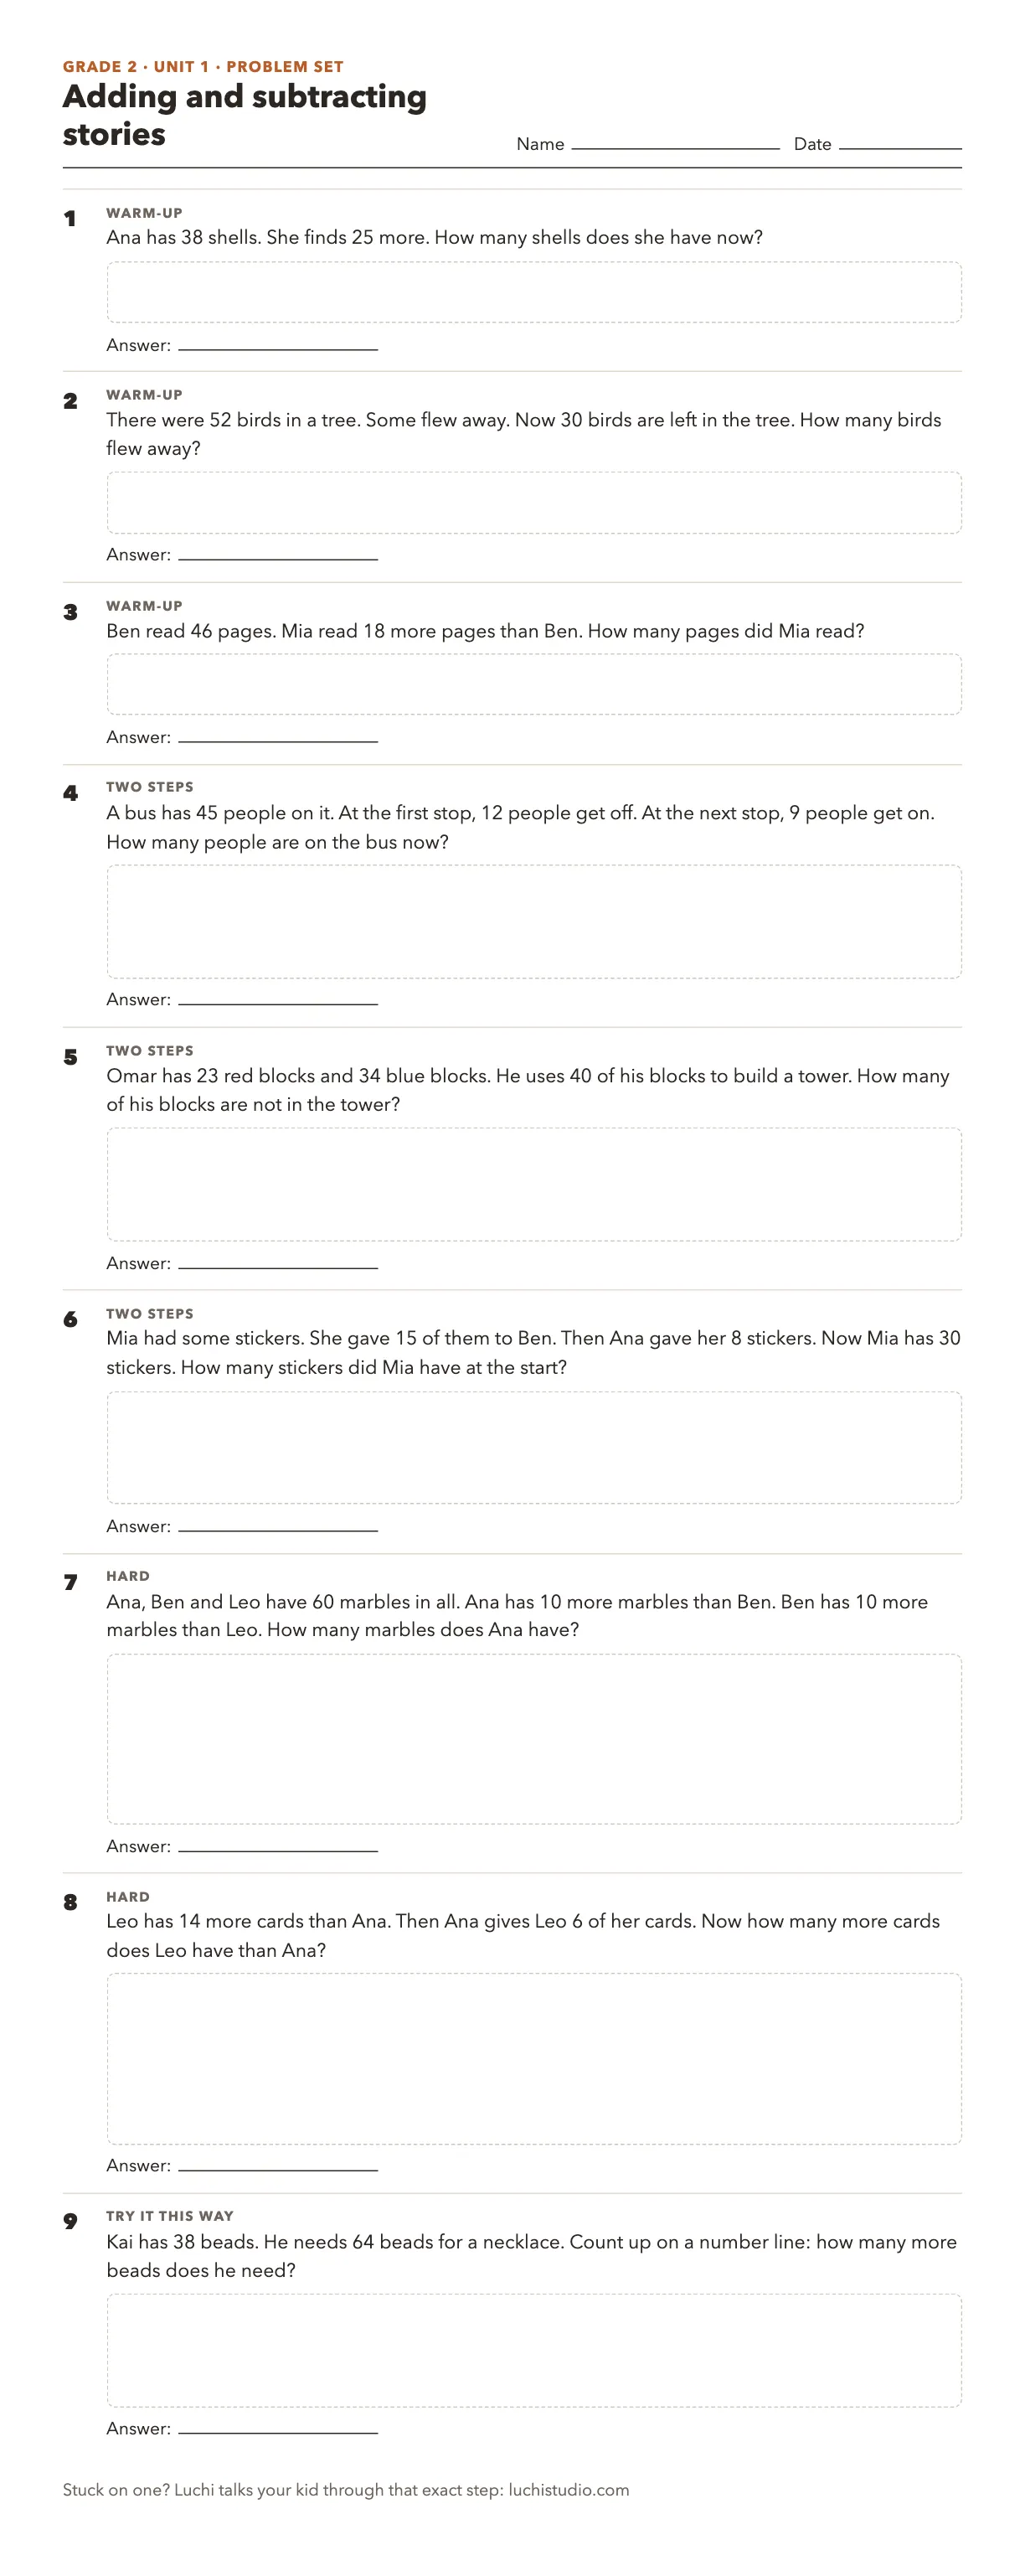 GRADE 2 · UNIT 1 · PROBLEM SET
Adding and subtracting
stories
Name Date
1 WARM-UP
Ana has 38 shells. She finds 25 more. How many shells does she have now?
Answer:
2 WARM-UP
There were 52 birds in a tree. Some flew away. Now 30 birds are left in the tree. How many birds
flew away?
Answer:
3 WARM-UP
Ben read 46 pages. Mia read 18 more pages than Ben. How many pages did Mia read?
Answer:
4 TWO STEPS
A bus has 45 people on it. At the first stop, 12 people get off. At the next stop, 9 people get on.
How many people are on the bus now?
Answer:
5 TWO STEPS
Omar has 23 red blocks and 34 blue blocks. He uses 40 of his blocks to build a tower. How many
of his blocks are not in the tower?
Answer:
6 TWO STEPS
Mia had some stickers. She gave 15 of them to Ben. Then Ana gave her 8 stickers. Now Mia has 30
stickers. How many stickers did Mia have at the start?
Answer:
7 HARD
Ana, Ben and Leo have 60 marbles in all. Ana has 10 more marbles than Ben. Ben has 10 more
marbles than Leo. How many marbles does Ana have?
Answer:
8 HARD
Leo has 14 more cards than Ana. Then Ana gives Leo 6 of her cards. Now how many more cards
does Leo have than Ana?
Answer:
9 TRY IT THIS WAY
Kai has 38 beads. He needs 64 beads for a necklace. Count up on a number line: how many more
beads does he need?
Answer:
Stuck on one? Luchi talks your kid through that exact step: luchistudio.com